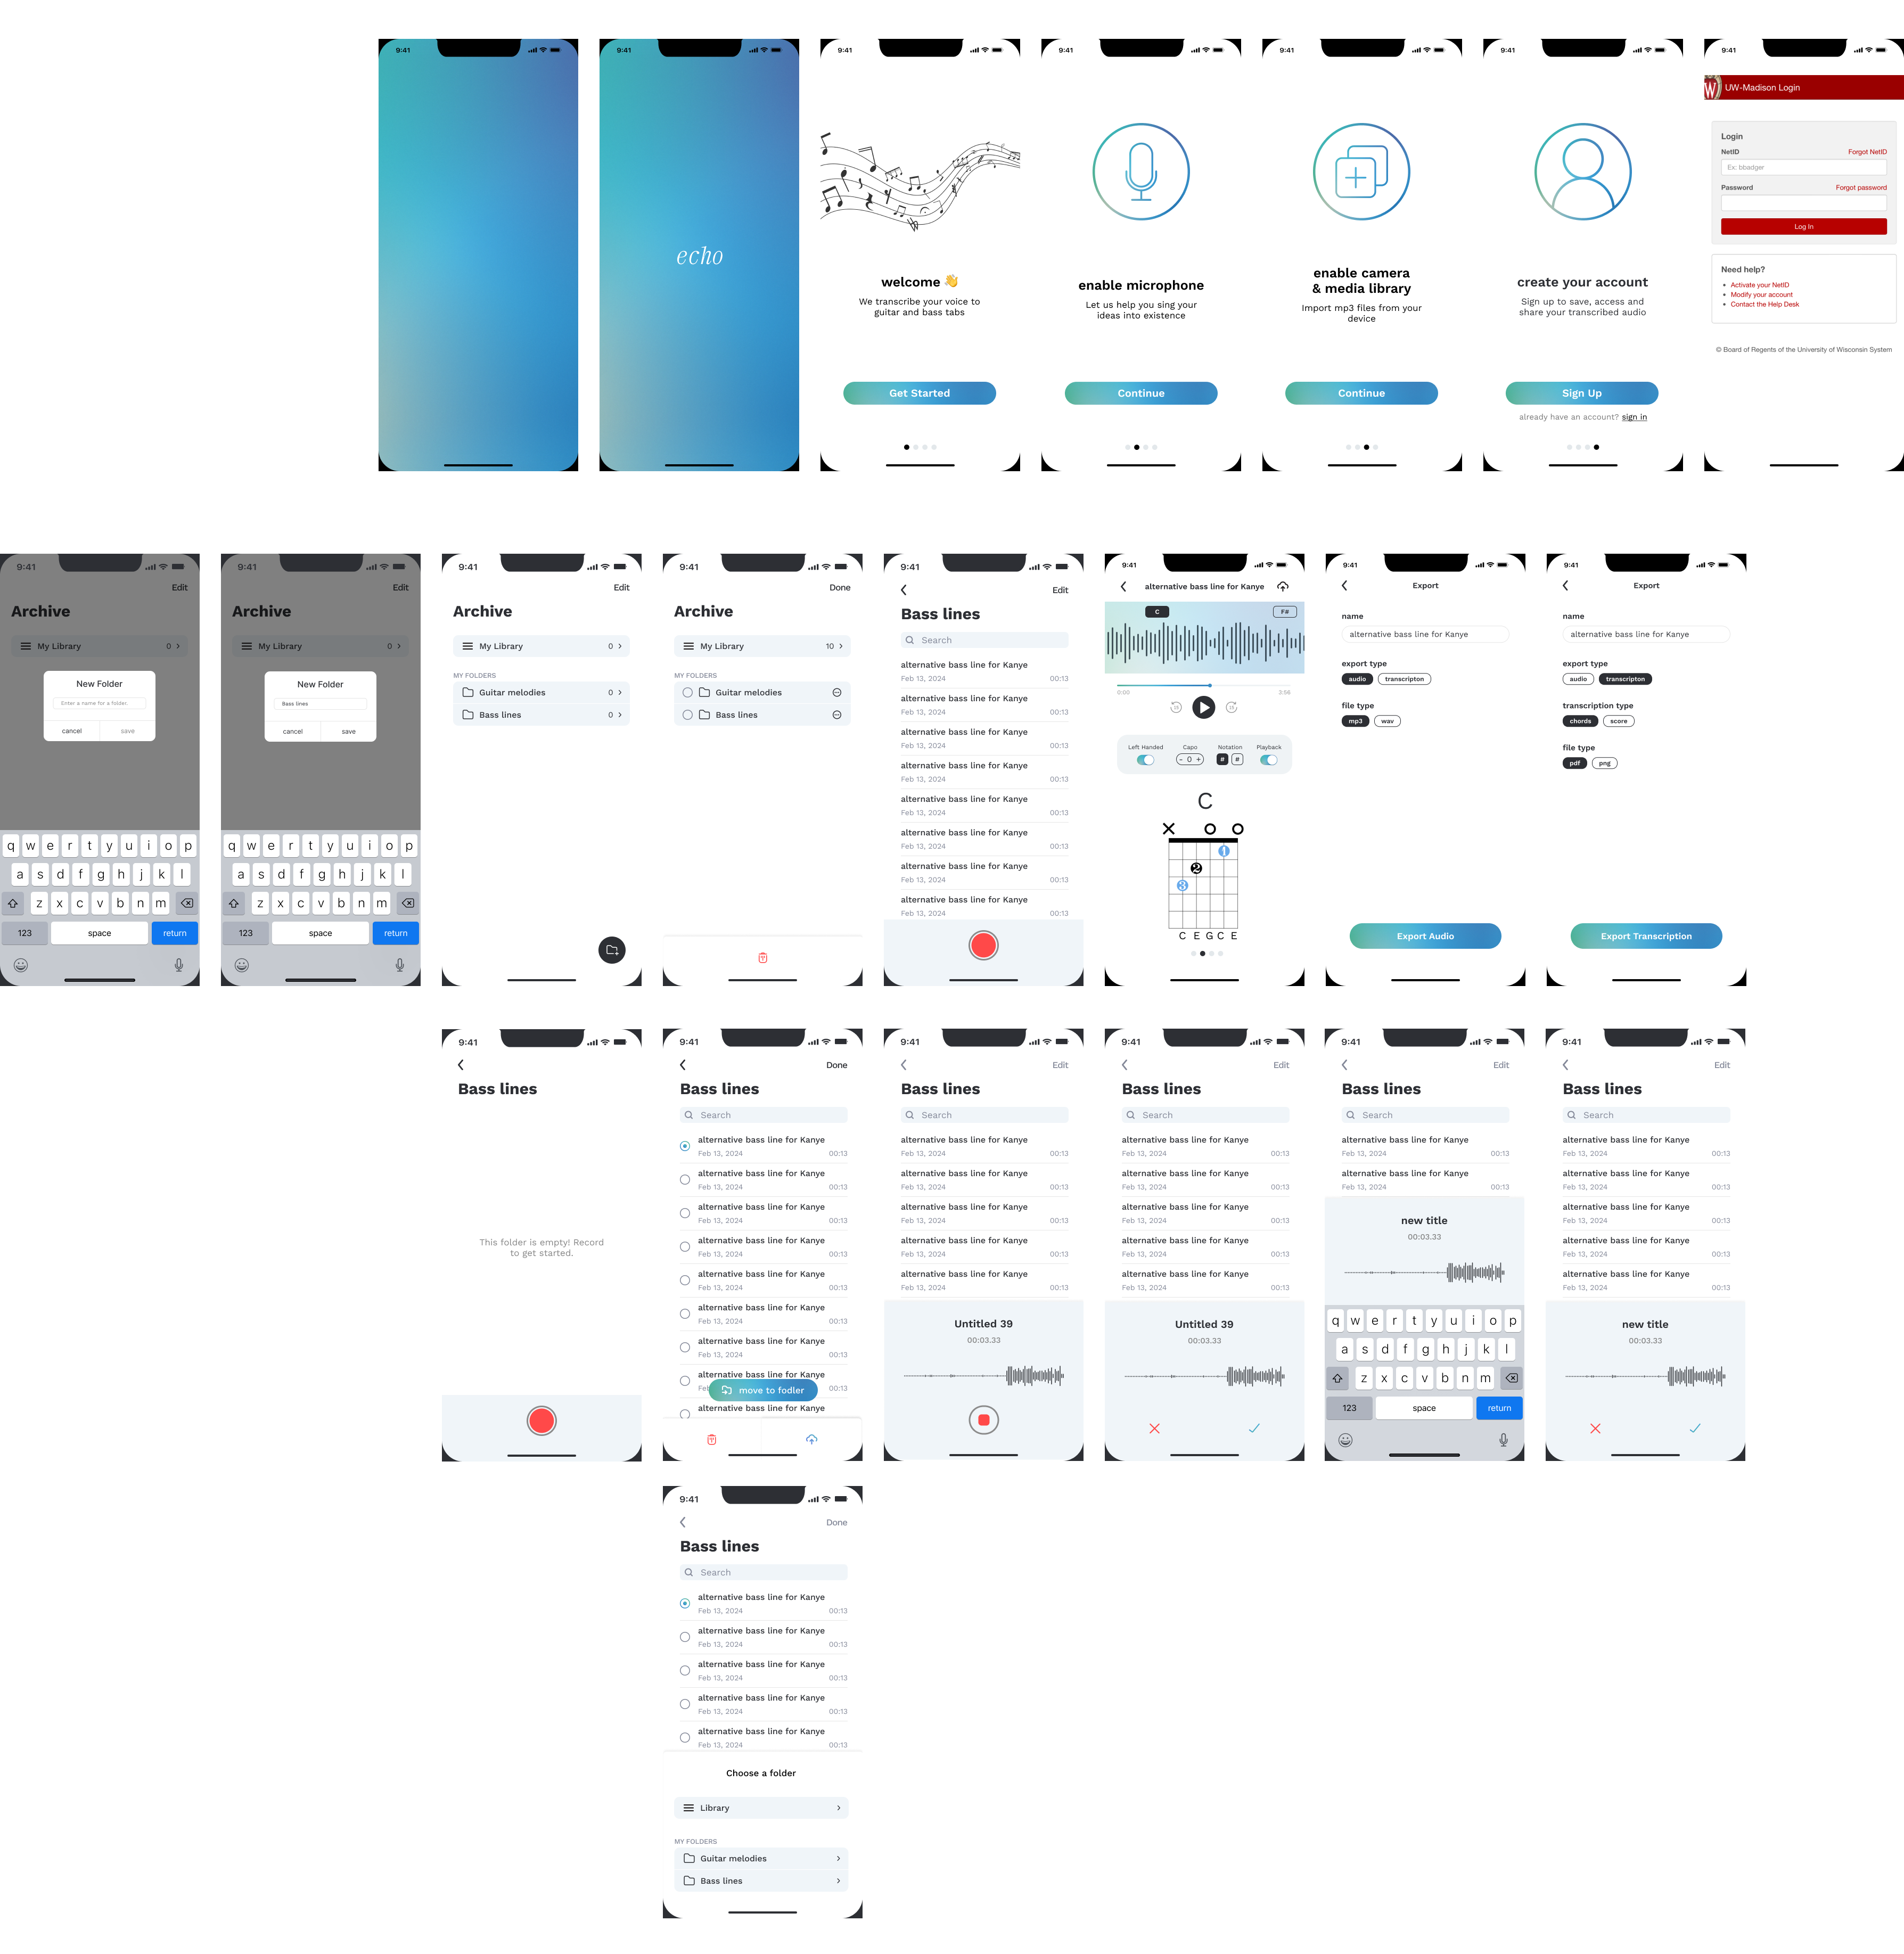 9:41
9:41
echo
9:41
welcome 👋
We transcribe your voice to
guitar and bass tabs
Get Started
9:41
enable microphone
Let us help you sing your
ideas into existence
Continue
9:41
enable camera
& media library
Import mp3 files from your
device
Continue
9:41
create your account
Sign up to save, access and
share your transcribed audio
Sign Up
already have an account? sign in
9:41
W UW-Madison Login
Login
NetID Forgot NetID
Ex: bbadger
Password Forgot password
Log In
Need help?
• Activate your NetID
• Modify your account
• Contact the Help Desk
© Board of Regents of the University of Wisconsin System
9:41
Edit
Archive
My Library 0
New Folder
Enter a name for a folder.
cancel save
q w e r t y u i o p
a s d f g h j k l
z x c v b n m
123 space return
9:41
Edit
Archive
My Library 0
New Folder
Bass lines
cancel save
q w e r t y u i o p
a s d f g h j k l
z x c v b n m
123 space return
9:41
Edit
Archive
My Library 0
MY FOLDERS
Guitar melodies 0
Bass lines 0
9:41
Done
Archive
My Library 10
MY FOLDERS
Guitar melodies
Bass lines
9:41
Edit
Bass lines
Search
alternative bass line for Kanye
Feb 13, 2024 00:13
alternative bass line for Kanye
Feb 13, 2024 00:13
alternative bass line for Kanye
Feb 13, 2024 00:13
alternative bass line for Kanye
Feb 13, 2024 00:13
alternative bass line for Kanye
Feb 13, 2024 00:13
alternative bass line for Kanye
Feb 13, 2024 00:13
alternative bass line for Kanye
Feb 13, 2024 00:13
alternative bass line for Kanye
Feb 13, 2024 00:13
9:41
alternative bass line for Kanye
C F#
0:00 3:56
15 15
Left Handed Capo Notation Playback
- 0 + # #
C
1
2
3
C E G C E
9:41
Export
name
alternative bass line for Kanye
export type
audio transcripton
file type
mp3 wav
Export Audio
9:41
Export
name
alternative bass line for Kanye
export type
audio transcripton
transcription type
chords score
file type
pdf png
Export Transcription
9:41
Bass lines
This folder is empty! Record
to get started.
9:41
Done
Bass lines
Search
alternative bass line for Kanye
Feb 13, 2024 00:13
alternative bass line for Kanye
Feb 13, 2024 00:13
alternative bass line for Kanye
Feb 13, 2024 00:13
alternative bass line for Kanye
Feb 13, 2024 00:13
alternative bass line for Kanye
Feb 13, 2024 00:13
alternative bass line for Kanye
Feb 13, 2024 00:13
alternative bass line for Kanye
Feb 13, 2024 00:13
alternative bass line for Kanye
Feb 00:13
move to fodler
alternative bass line for Kanye
9:41
Edit
Bass lines
Search
alternative bass line for Kanye
Feb 13, 2024 00:13
alternative bass line for Kanye
Feb 13, 2024 00:13
alternative bass line for Kanye
Feb 13, 2024 00:13
alternative bass line for Kanye
Feb 13, 2024 00:13
alternative bass line for Kanye
Feb 13, 2024 00:13
Untitled 39
00:03.33
9:41
Edit
Bass lines
Search
alternative bass line for Kanye
Feb 13, 2024 00:13
alternative bass line for Kanye
Feb 13, 2024 00:13
alternative bass line for Kanye
Feb 13, 2024 00:13
alternative bass line for Kanye
Feb 13, 2024 00:13
alternative bass line for Kanye
Feb 13, 2024 00:13
Untitled 39
00:03.33
9:41
Edit
Bass lines
Search
alternative bass line for Kanye
Feb 13, 2024 00:13
alternative bass line for Kanye
Feb 13, 2024 00:13
new title
00:03.33
q w e r t y u i o p
a s d f g h j k l
z x c v b n m
123 space return
9:41
Edit
Bass lines
Search
alternative bass line for Kanye
Feb 13, 2024 00:13
alternative bass line for Kanye
Feb 13, 2024 00:13
alternative bass line for Kanye
Feb 13, 2024 00:13
alternative bass line for Kanye
Feb 13, 2024 00:13
alternative bass line for Kanye
Feb 13, 2024 00:13
new title
00:03.33
9:41
Done
Bass lines
Search
alternative bass line for Kanye
Feb 13, 2024 00:13
alternative bass line for Kanye
Feb 13, 2024 00:13
alternative bass line for Kanye
Feb 13, 2024 00:13
alternative bass line for Kanye
Feb 13, 2024 00:13
alternative bass line for Kanye
Feb 13, 2024 00:13
Choose a folder
Library
MY FOLDERS
Guitar melodies
Bass lines